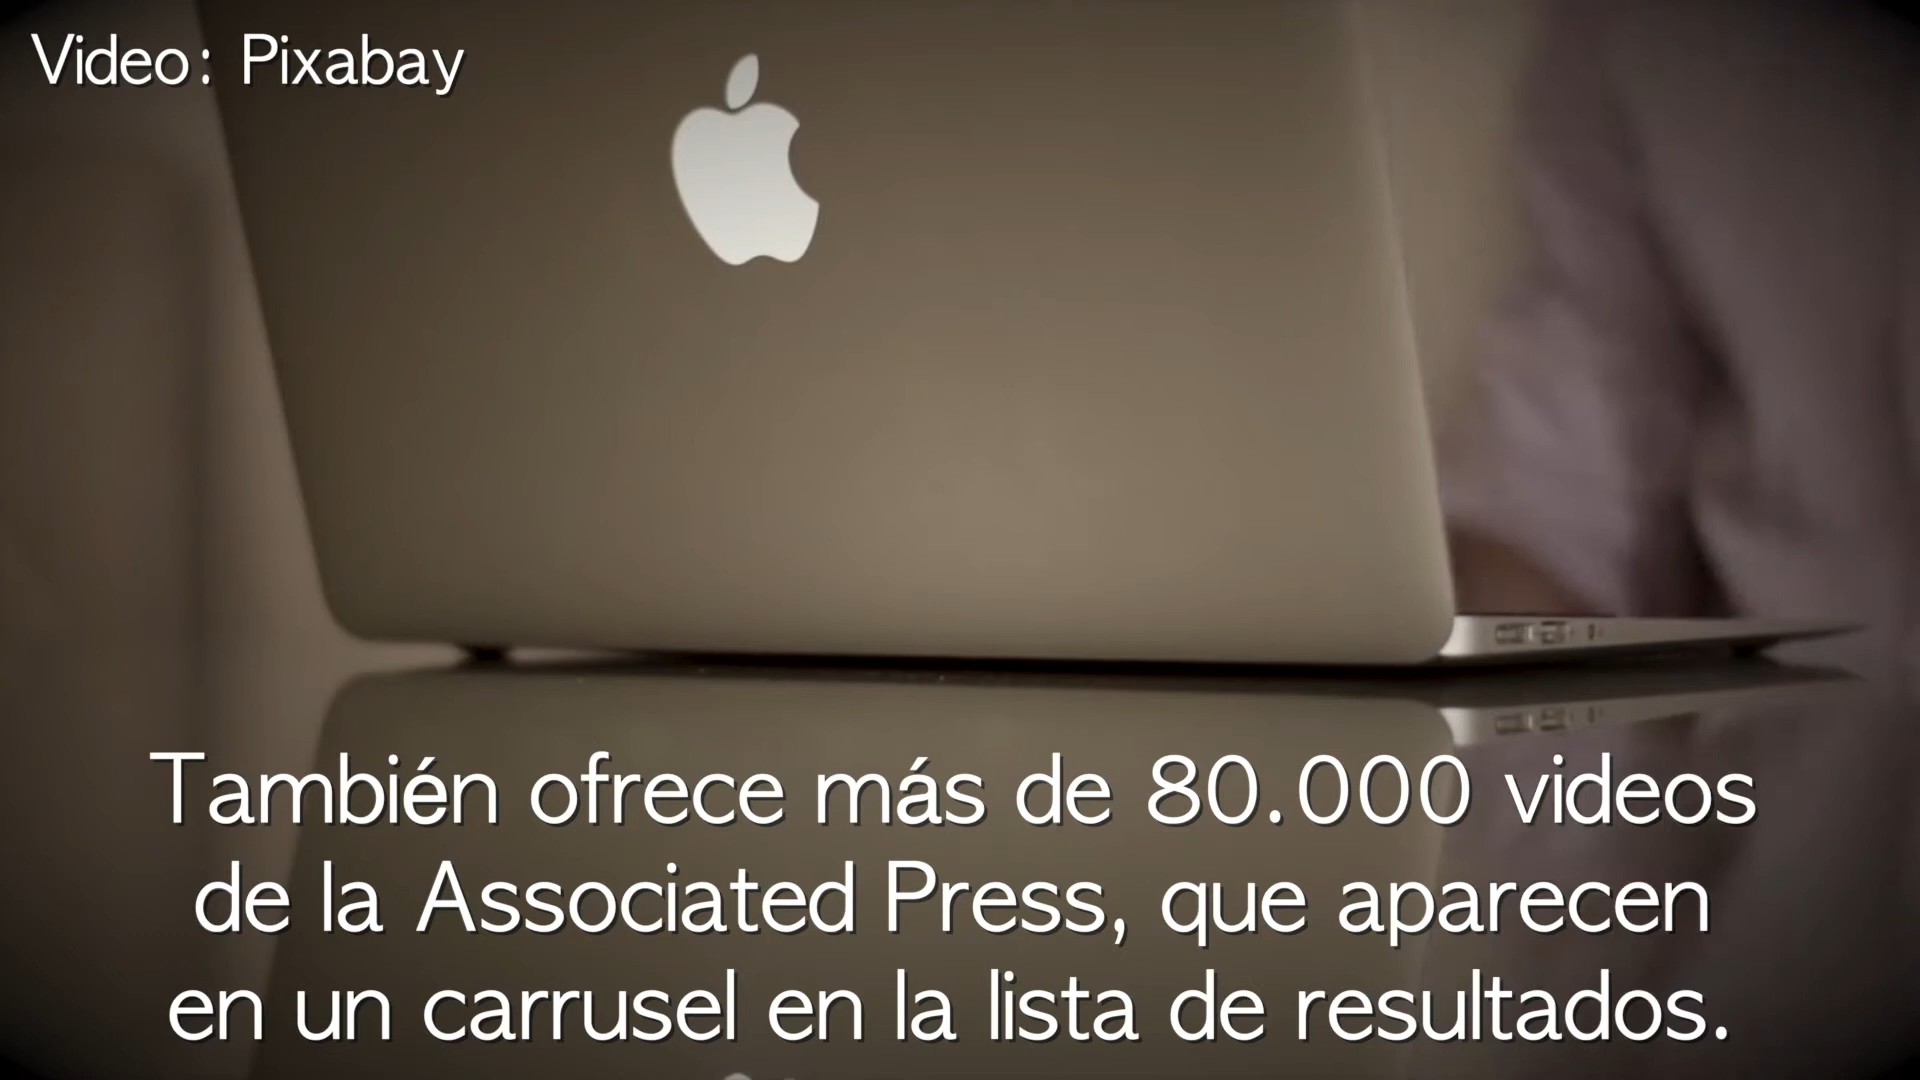 Video: Pixabay
También ofrece más de 80.000 videos
de la Associated Press, que aparecen
en un carrusel en la lista de resultados.